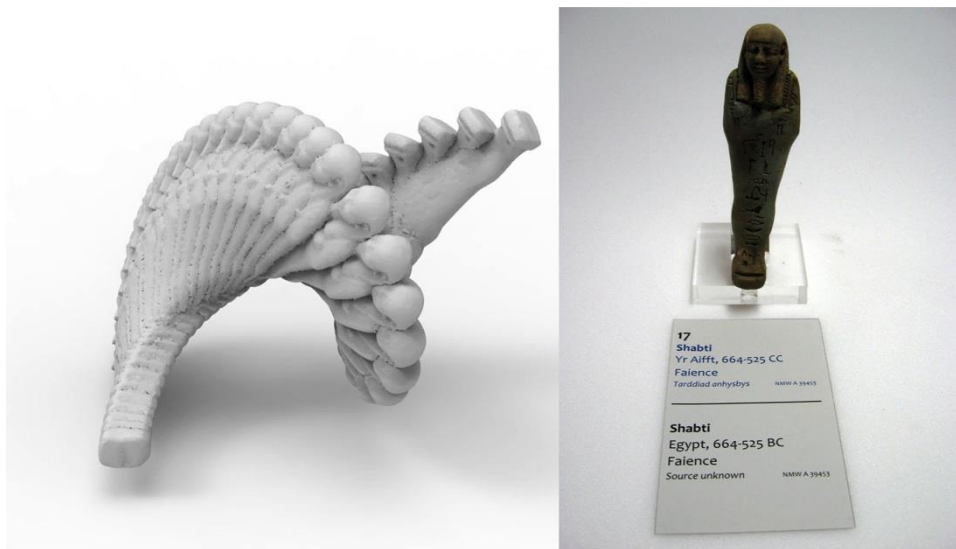 17
Shabti
Yr Aifft, 664-525 CC
Faience
Tarddiad anhysbys NMW A 39453
Shabti
Egypt, 664-525 BC
Faience
Source unknown NMW A 39453